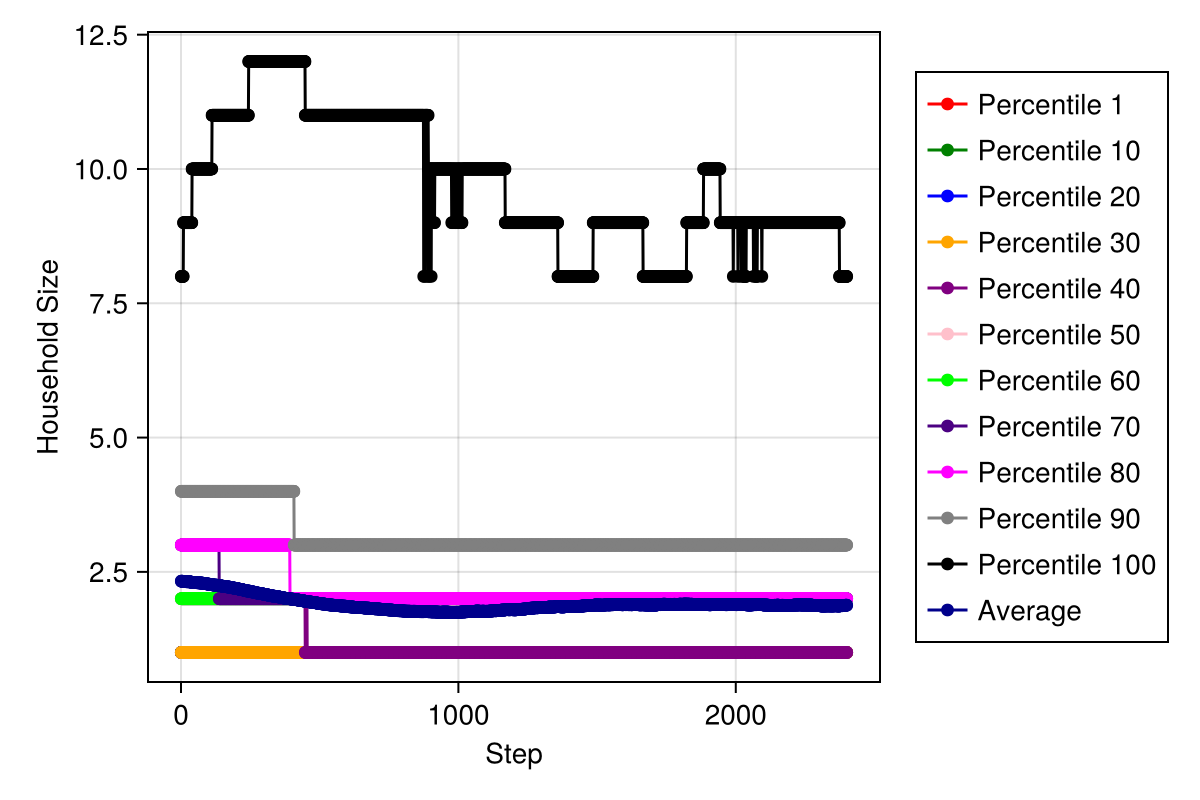 12.5
10.0
7.5
5.0
2.5
Household Size
0
1000
2000
Step
Percentile 1
Percentile 10
Percentile 20
Percentile 30
Percentile 40
Percentile 50
Percentile 60
Percentile 70
Percentile 80
Percentile 90
Percentile 100
Average